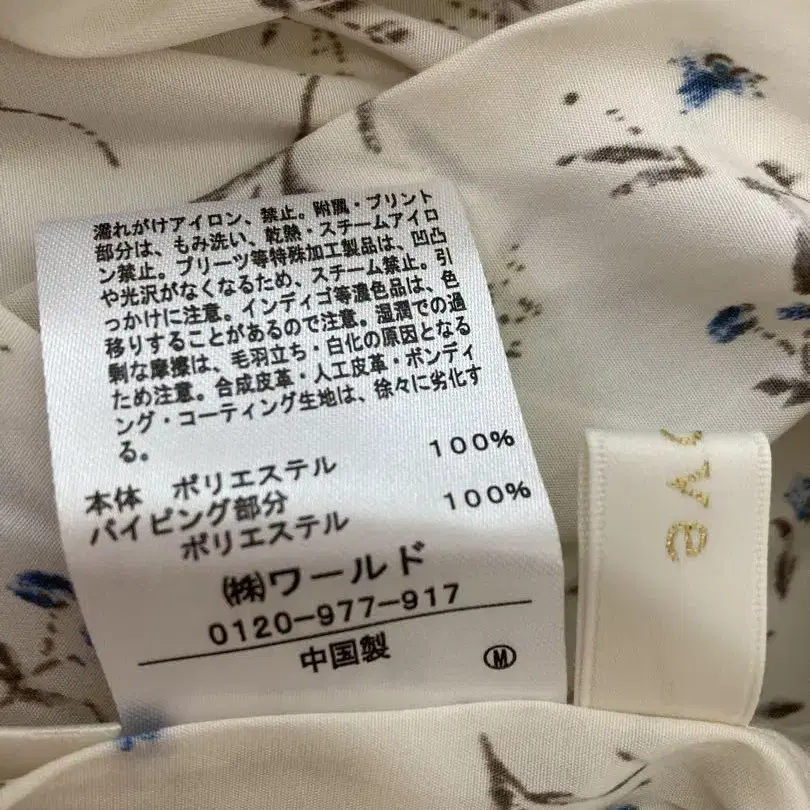 濡れがけアイロン、禁止。附属・プリント
部分は、もみ洗い、乾熱・スチームアイロ
ン禁止。プリーツ等特殊加工製品は、凹凸
や光沢がなくなるため、スチーム禁止。引
っかけに注意。インディゴ等濃色品は、色
移りすることがあるので注意。湿潤での過
剰な摩擦は、毛羽立ち・白化の原因となる
ため注意。合成皮革・人工皮革・ボンディ
ング・コーティング生地は、徐々に劣化す
る。
本体 ポリエステル 100%
パイピング部分
ポリエステル 100%
㈱ワールド
0120-977-917
中国製 Ⓜ
ove